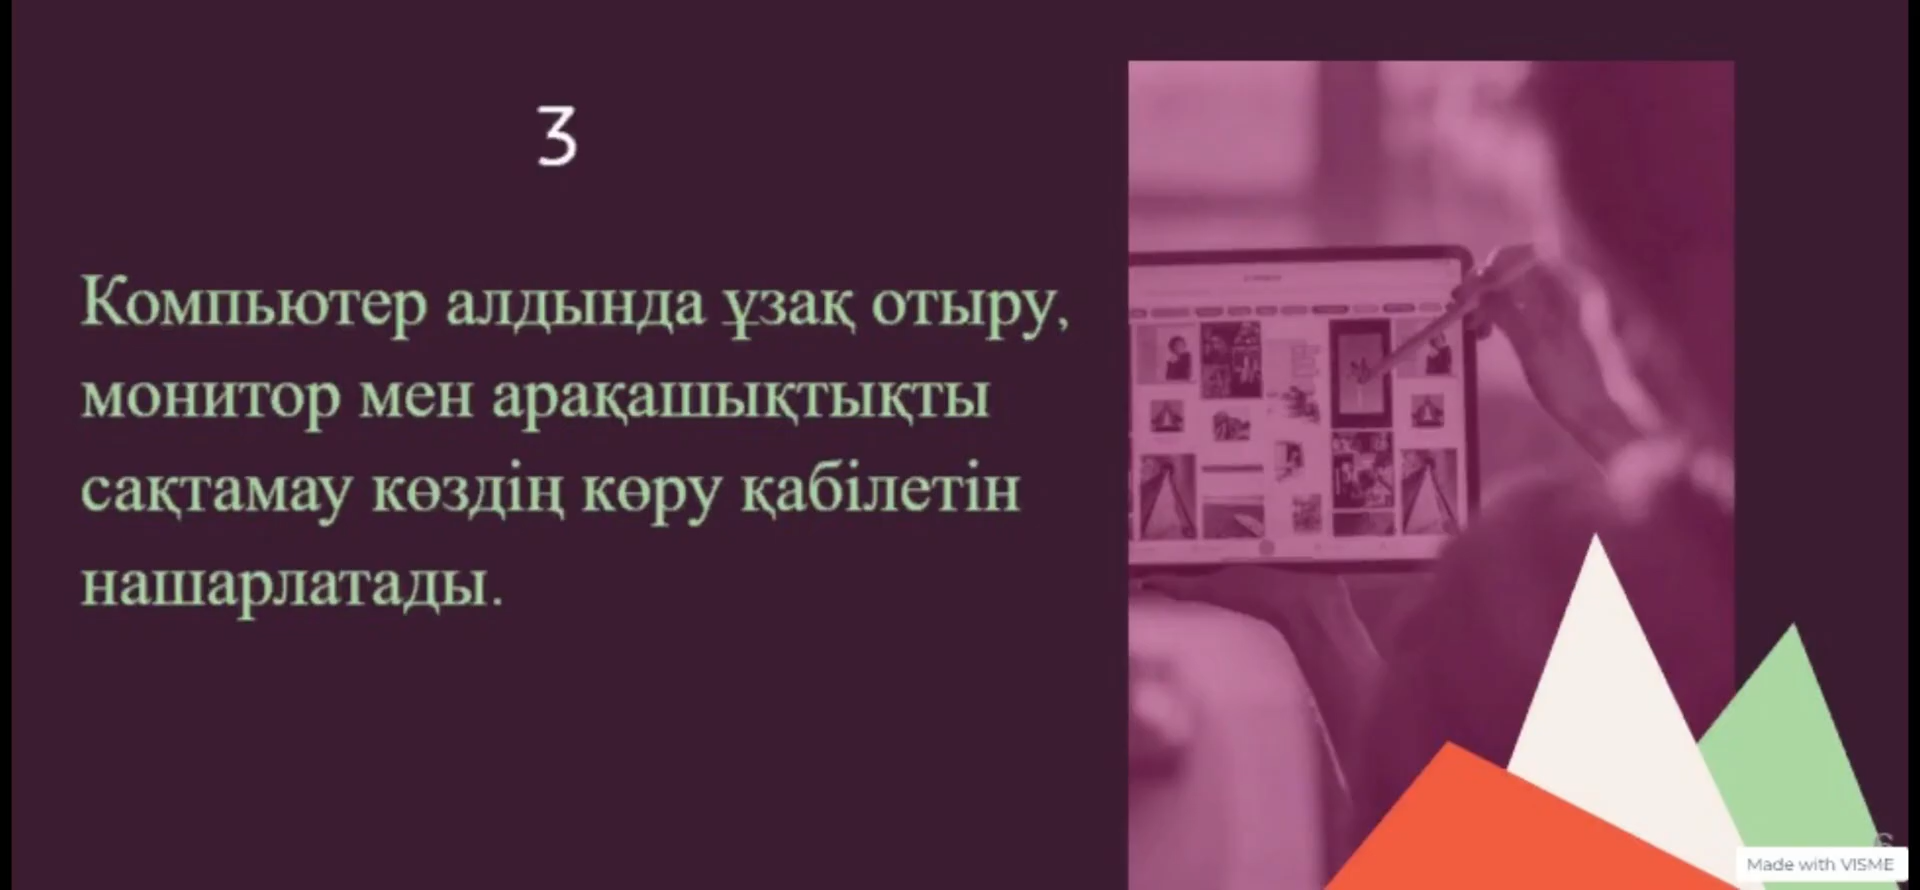 3
Компьютер алдында ұзақ отыру,
монитор мен арақашықтықты
сақтамау көздің көру қабілетін
нашарлатады.
Made with VISME